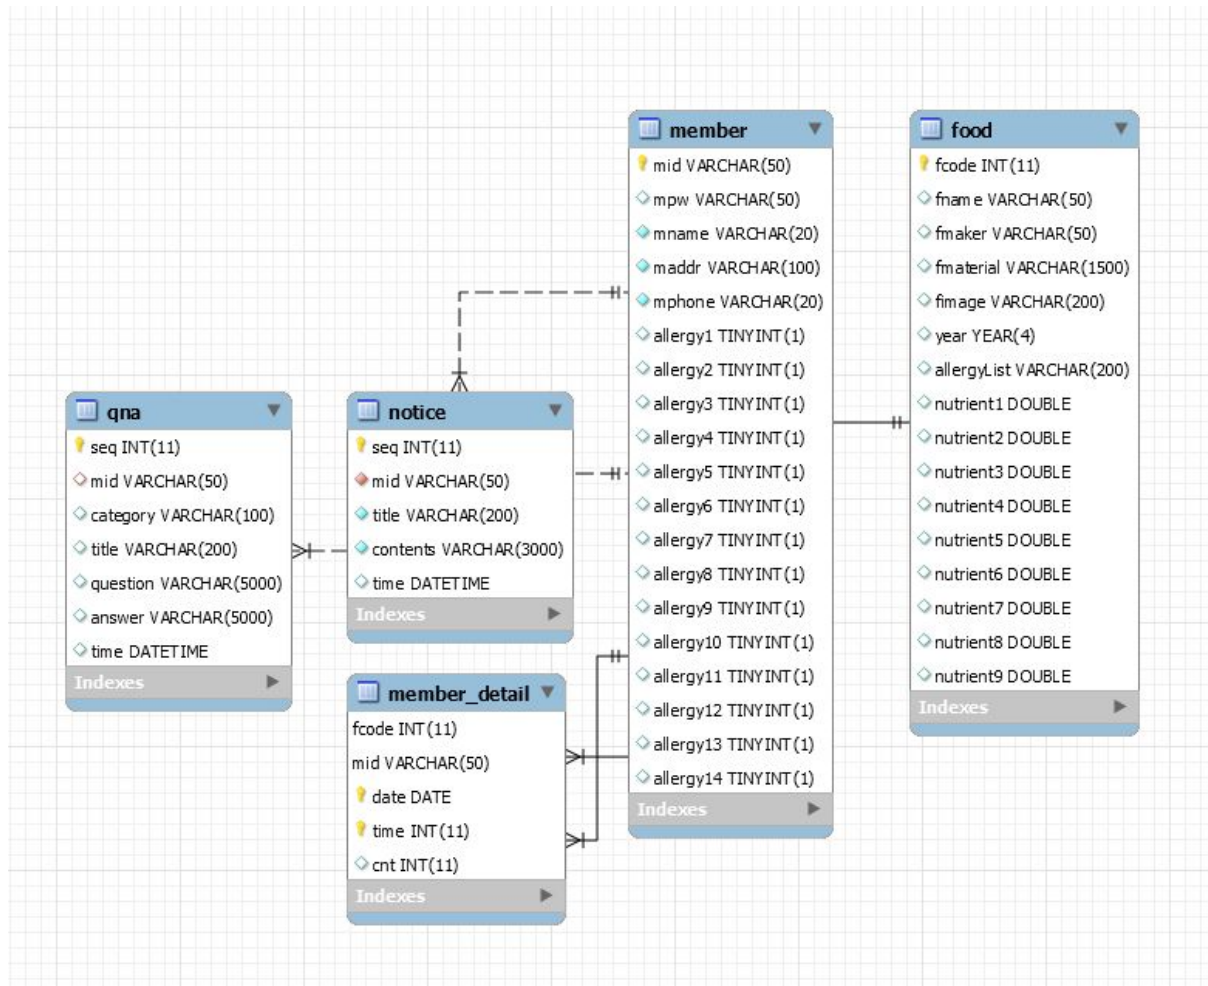 member
mid VARCHAR(50)
mpw VARCHAR(50)
mname VARCHAR(20)
maddr VARCHAR(100)
mphone VARCHAR(20)
allergy1 TINYINT(1)
allergy2 TINYINT(1)
allergy3 TINYINT(1)
allergy4 TINYINT(1)
allergy5 TINYINT(1)
allergy6 TINYINT(1)
allergy7 TINYINT(1)
allergy8 TINYINT(1)
allergy9 TINYINT(1)
allergy10 TINYINT(1)
allergy11 TINYINT(1)
allergy12 TINYINT(1)
allergy13 TINYINT(1)
allergy14 TINYINT(1)
Indexes
food
fcode INT(11)
fname VARCHAR(50)
fmaker VARCHAR(50)
fmaterial VARCHAR(1500)
fimage VARCHAR(200)
year YEAR(4)
allergyList VARCHAR(200)
nutrient1 DOUBLE
nutrient2 DOUBLE
nutrient3 DOUBLE
nutrient4 DOUBLE
nutrient5 DOUBLE
nutrient6 DOUBLE
nutrient7 DOUBLE
nutrient8 DOUBLE
nutrient9 DOUBLE
Indexes
qna
seq INT(11)
mid VARCHAR(50)
category VARCHAR(100)
title VARCHAR(200)
question VARCHAR(5000)
answer VARCHAR(5000)
time DATETIME
Indexes
notice
seq INT(11)
mid VARCHAR(50)
title VARCHAR(200)
contents VARCHAR(3000)
time DATETIME
Indexes
member_detail
fcode INT(11)
mid VARCHAR(50)
date DATE
time INT(11)
cnt INT(11)
Indexes